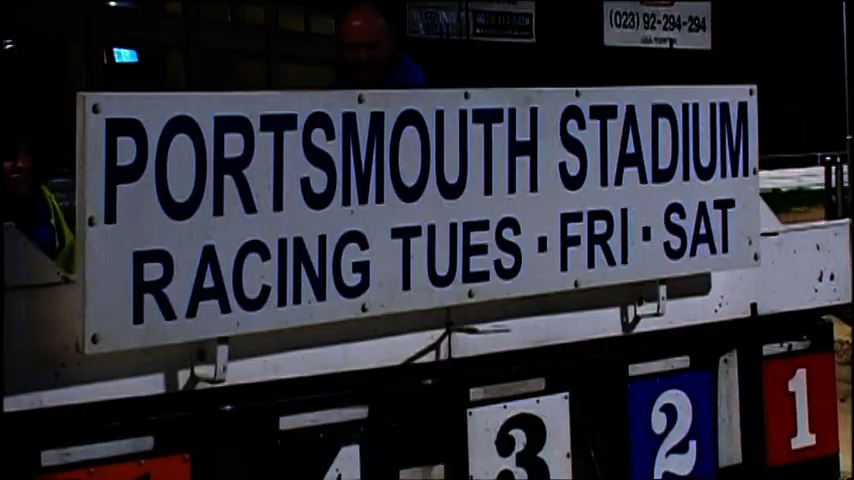 (023) 92-294-294
PORTSMOUTH STADIUM
RACING TUES · FRI · SAT
4 3 2 1